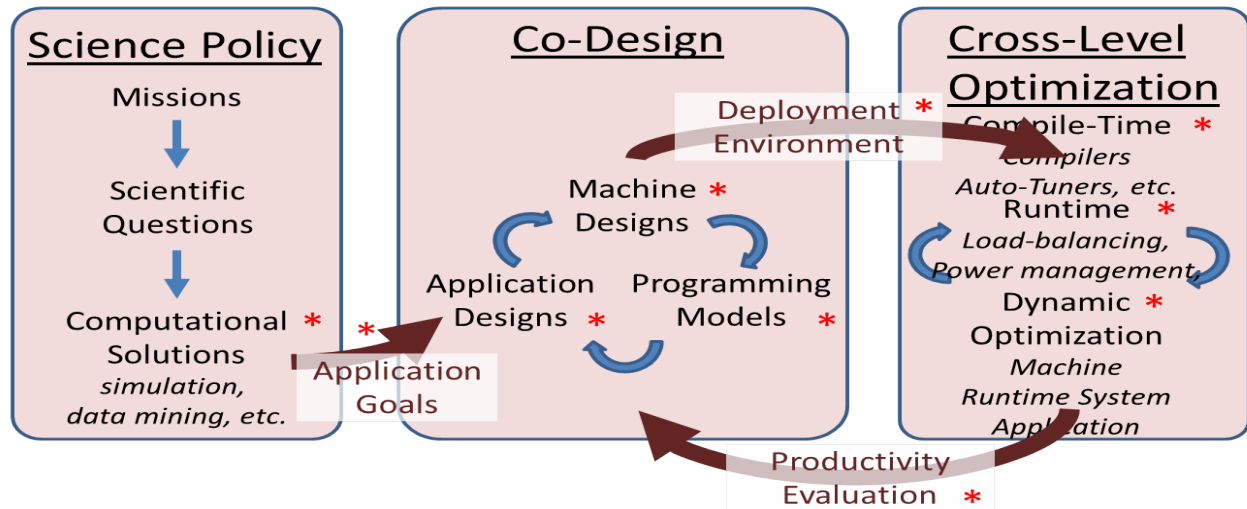 Science Policy
Missions
Scientific
Questions
Computational *
Solutions
simulation,
data mining, etc.
*
Application
Goals
Co-Design
Machine *
Designs
Application
Designs *
Programming
Models *
Deployment *
Environment
Cross-Level
Optimization
Compile-Time *
Compilers
Auto-Tuners, etc.
Runtime *
Load-balancing,
Power management,
Dynamic *
Optimization
Machine
Runtime System
Application
Productivity
Evaluation *